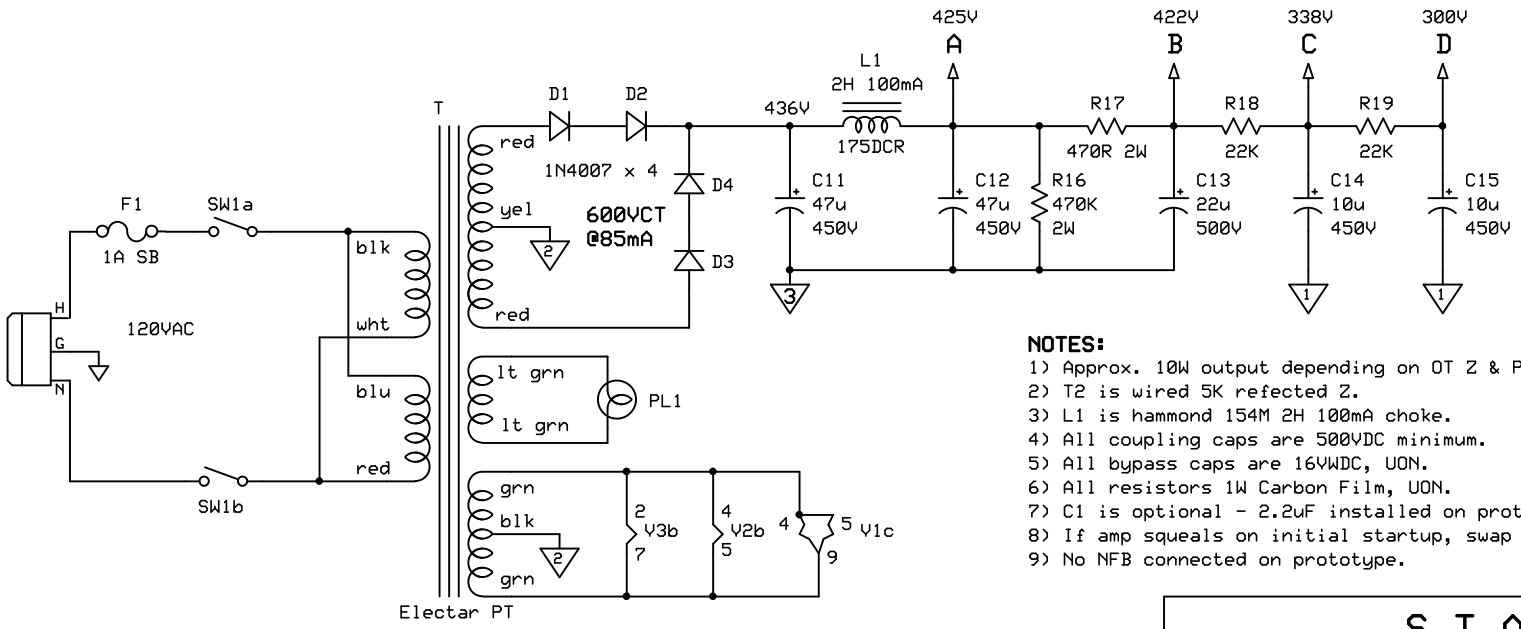 425V
422V
338V
300V
A
B
C
D
L1
2H 100mA
175DCR
436V
T
D1
D2
1N4007 x 4
D4
D3
600VCT
@85mA
red
yel
2
red
C11
47u
450V
3
C12
47u
450V
R16
470K
2W
R17
470R 2W
C13
22u
500V
R18
22K
C14
10u
450V
1
R19
22K
C15
10u
450V
1
F1
1A SB
SW1a
H
G
N
120VAC
blk
wht
blu
red
SW1b
lt grn
lt grn
PL1
grn
blk
grn
2
2
V3b
7
4
V2b
5
4
5
V1c
9
Electar PT
NOTES:
1) Approx. 10W output depending on OT Z & P
2) T2 is wired 5K refected Z.
3) L1 is hammond 154M 2H 100mA choke.
4) All coupling caps are 500VDC minimum.
5) All bypass caps are 16VWDC, UON.
6) All resistors 1W Carbon Film, UON.
7) C1 is optional - 2.2uF installed on prot
8) If amp squeals on initial startup, swap
9) No NFB connected on prototype.